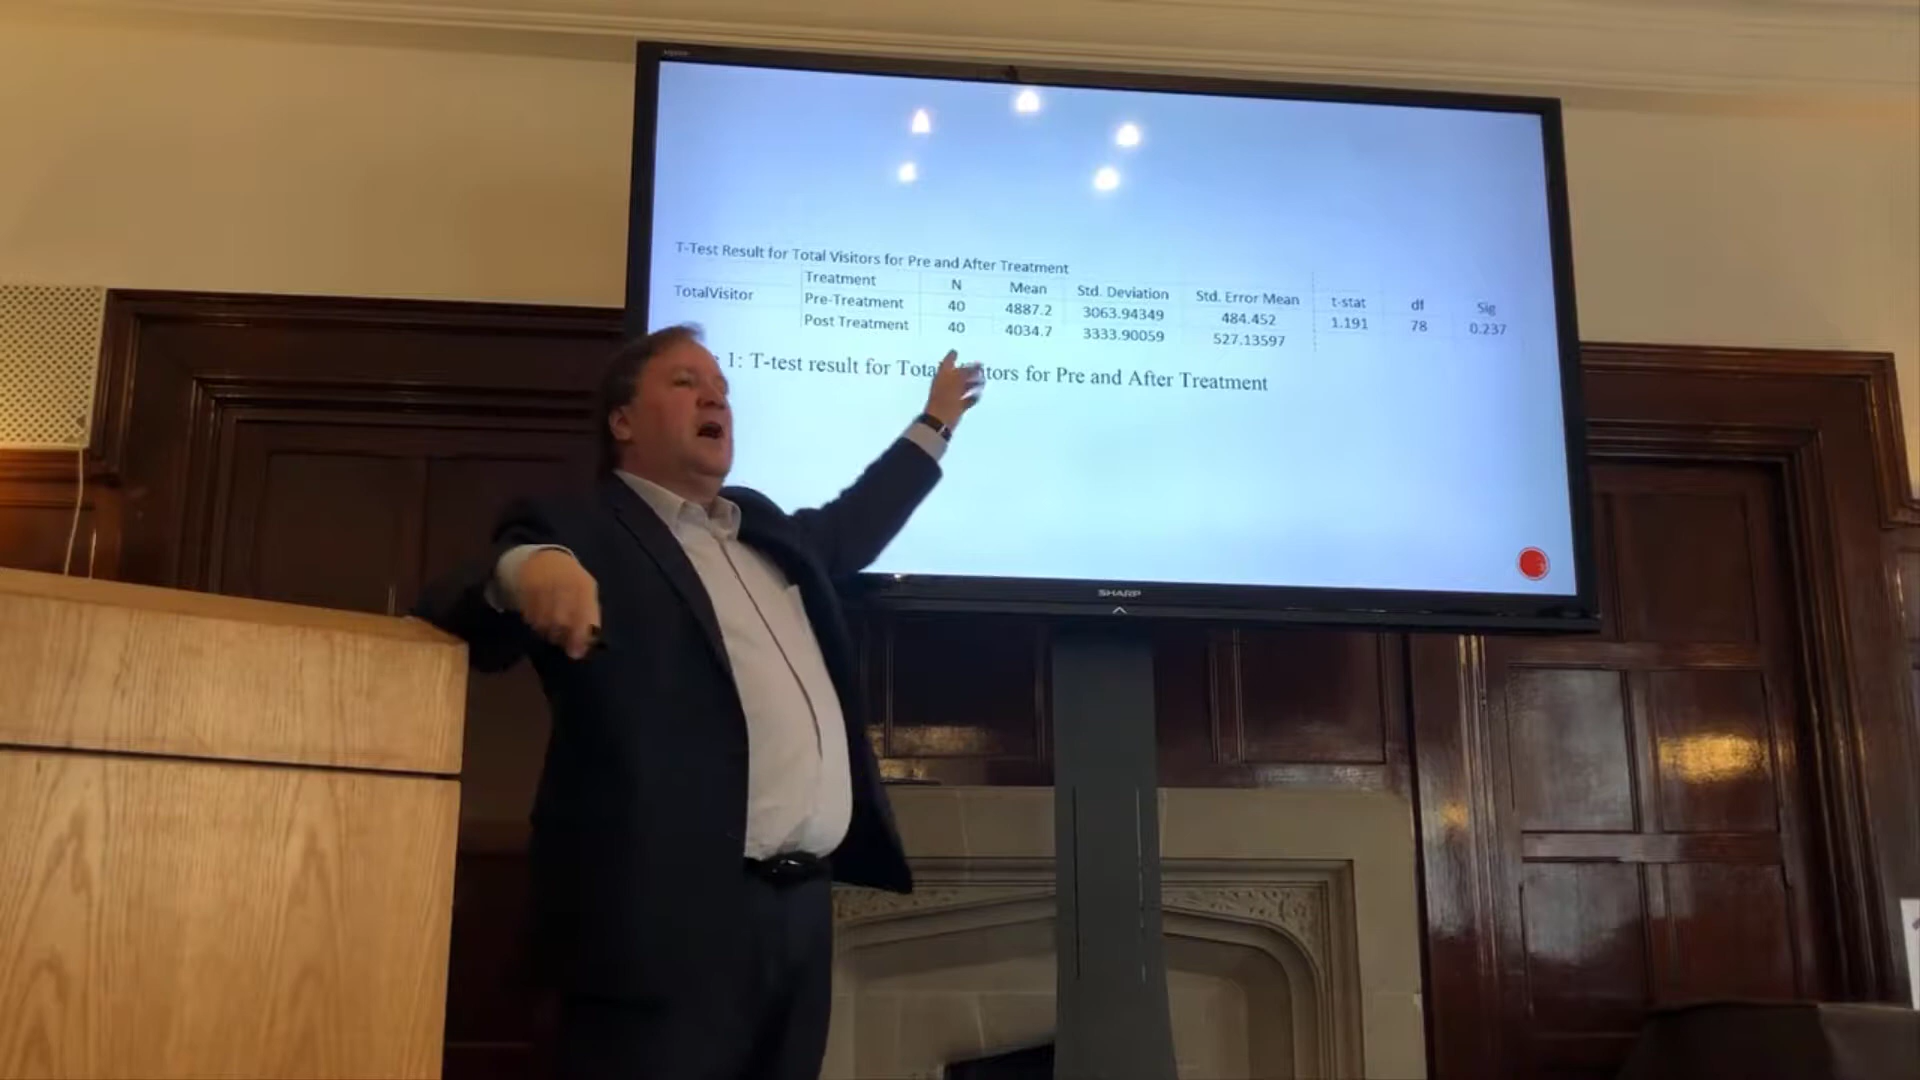 T-Test Result for Total Visitors for Pre and After Treatment
Treatment N Mean Std. Deviation Std. Error Mean t-stat df Sig
TotalVisitor Pre-Treatment 40 4887.2 3063.94349 484.452 1.191 78 0.237
Post Treatment 40 4034.7 3333.90059 527.13597
1: T-test result for Total Visitors for Pre and After Treatment
SHARP